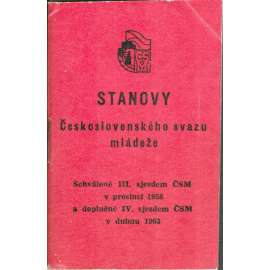 STANOVY
Československého svazu
mládeže
Schválené III. sjezdem ČSM
v prosinci 1958
a doplněné IV. sjezdem ČSM
v dubnu 1963